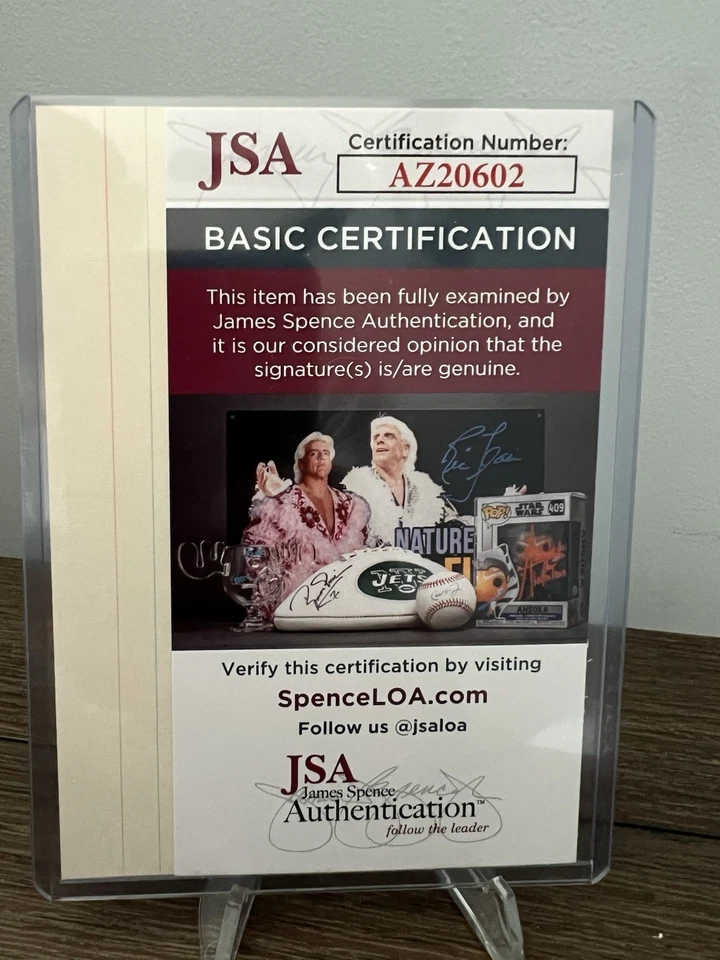 JSA
Certification Number:
AZ20602
BASIC CERTIFICATION
This item has been fully examined by
James Spence Authentication, and
it is our considered opinion that the
signature(s) is/are genuine.
NATURE
JETS
POP!
STAR
WARS
409
AHSOKA
Verify this certification by visiting
SpenceLOA.com
Follow us @jsaloa
JSA
James Spence
Authentication™
follow the leader